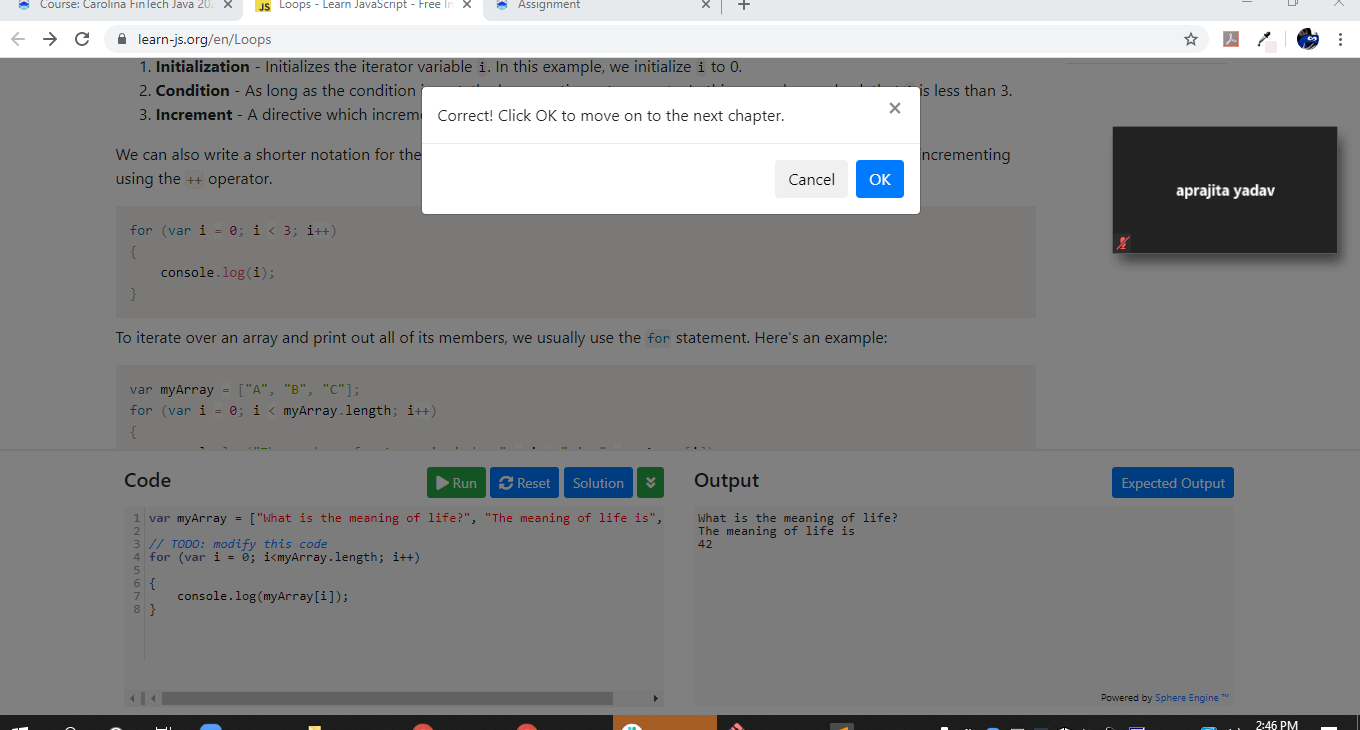 Course: Carolina FinTech Java 202
JS Loops - Learn JavaScript - Free In
Assignment
learn-js.org/en/Loops
1. Initialization - Initializes the iterator variable i. In this example, we initialize i to 0.
2. Condition - As long as the condition is less than 3.
3. Increment - A directive which increm
Correct! Click OK to move on to the next chapter.
Cancel OK
We can also write a shorter notation for the incrementing
using the ++ operator.
aprajita yadav
for (var i = 0; i < 3; i++)
{
console.log(i);
}
To iterate over an array and print out all of its members, we usually use the for statement. Here's an example:
var myArray = ["A", "B", "C"];
for (var i = 0; i < myArray.length; i++)
{
Code
Run Reset Solution
1 var myArray = ["What is the meaning of life?", "The meaning of life is",
2
3 // TODO: modify this code
4 for (var i = 0; i<myArray.length; i++)
5
6 {
7 console.log(myArray[i]);
8 }
Output
Expected Output
What is the meaning of life?
The meaning of life is
42
Powered by Sphere Engine ™
2:46 PM